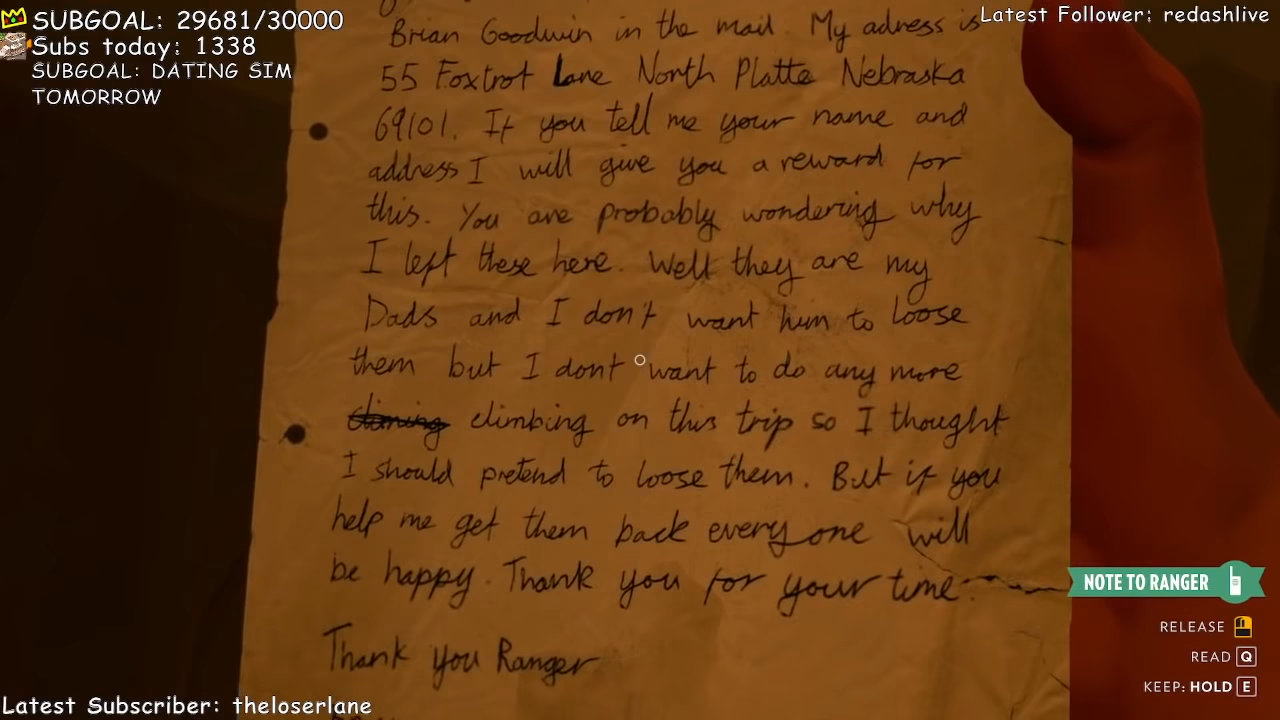 SUBGOAL: 29681/30000
Subs today: 1338
SUBGOAL: DATING SIM
TOMORROW
Latest Follower: redashlive
Brian Goodwin in the mail. My adress is
55 Foxtrot Lane North Platte Nebraska
69101. If you tell me your name and
address I will give you a reward for
this. You are probably wondering why
I left these here. Well they are my
Dads and I don't want him to loose
them but I dont want to do any more
climing climbing on this trip so I thought
I should pretend to loose them. But if you
help me get them back every one will
be happy. Thank you for your time.
Thank you Ranger
NOTE TO RANGER
RELEASE
READ Q
KEEP: HOLD E
Latest Subscriber: theloserlane